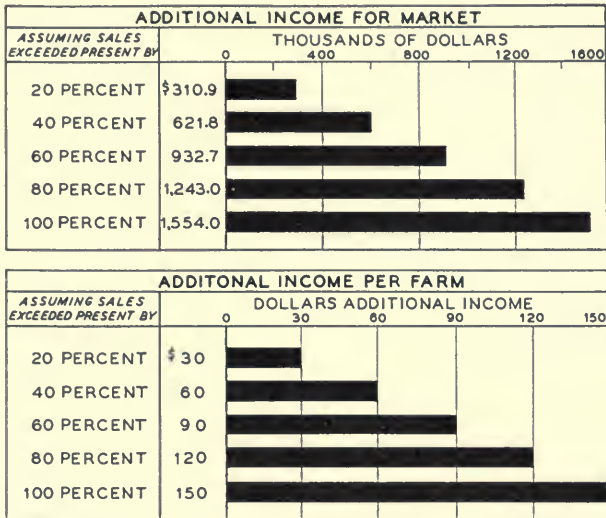 ADDITIONAL INCOME FOR MARKET
ASSUMING SALES EXCEEDED PRESENT BY
THOUSANDS OF DOLLARS
0 400 800 1200 1600
20 PERCENT $310.9
40 PERCENT 621.8
60 PERCENT 932.7
80 PERCENT 1,243.0
100 PERCENT 1,554.0
ADDITONAL INCOME PER FARM
ASSUMING SALES EXCEEDED PRESENT BY
DOLLARS ADDITIONAL INCOME
0 30 60 90 120 150
20 PERCENT $30
40 PERCENT 60
60 PERCENT 90
80 PERCENT 120
100 PERCENT 150